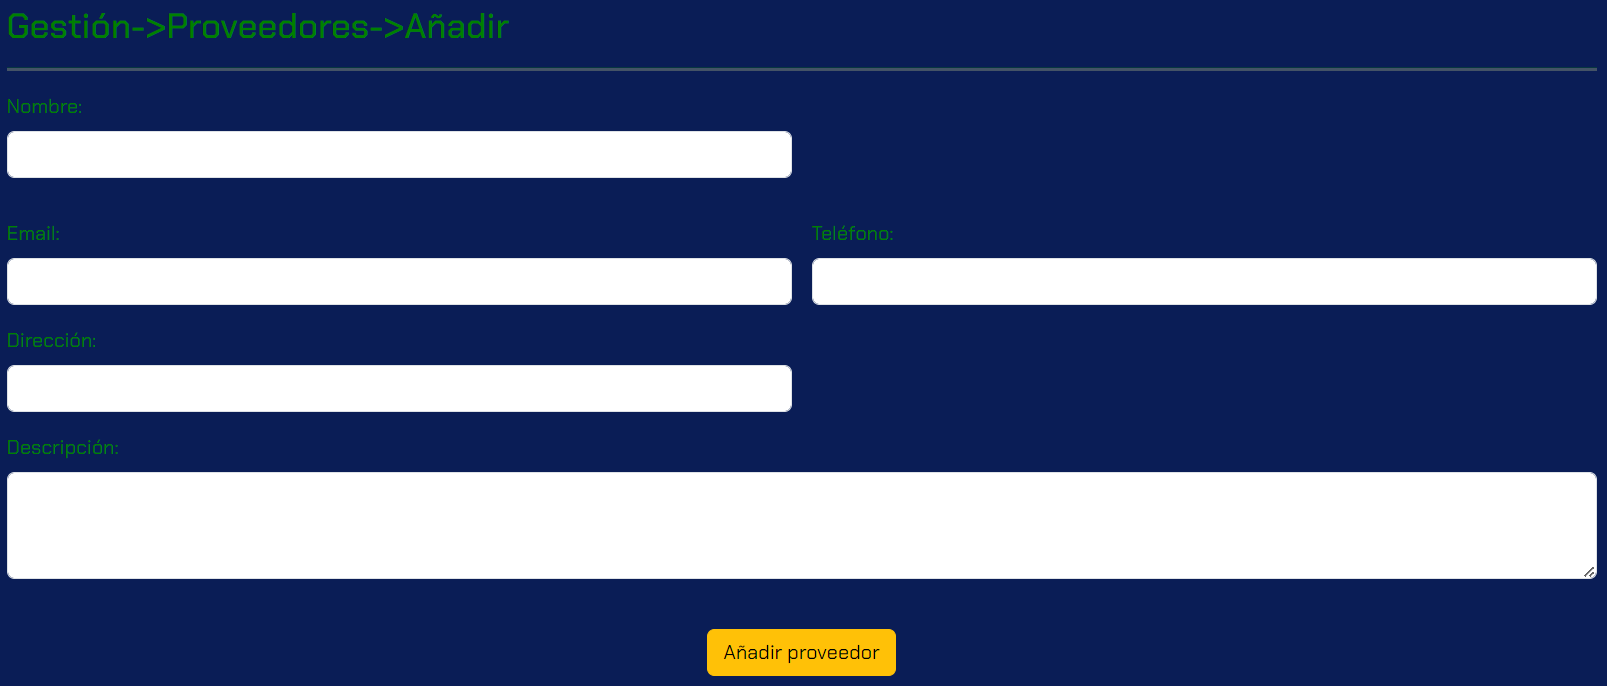 Gestión->Proveedores->Añadir
Nombre:
Email:
Teléfono:
Dirección:
Descripción:
Añadir proveedor